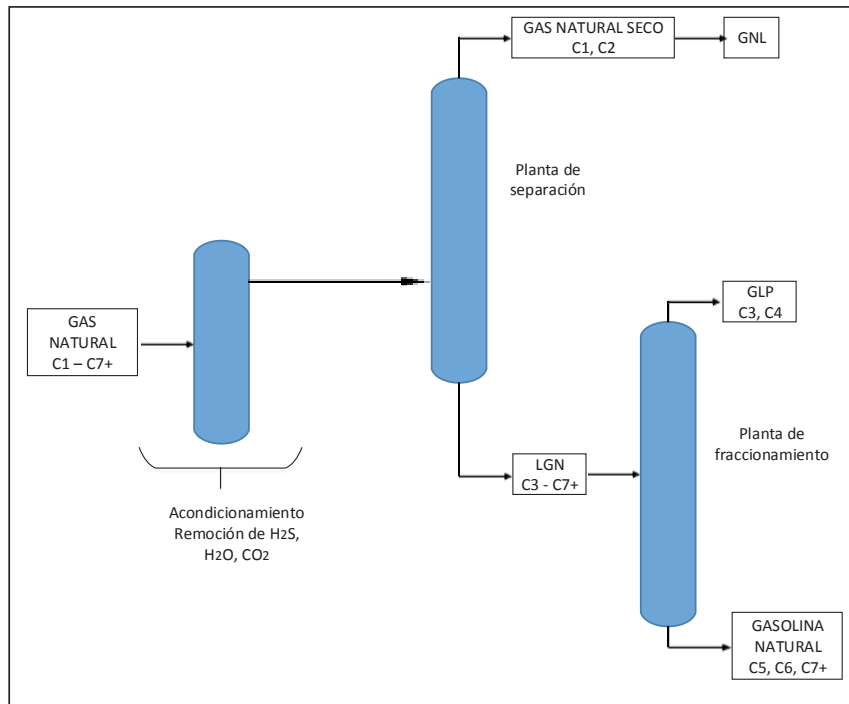 GAS NATURAL SECO
C1, C2
GNL
Planta de
separación
GLP
C3, C4
GAS
NATURAL
C1 – C7+
Planta de
fraccionamiento
LGN
C3 - C7+
Acondicionamiento
Remoción de H2S,
H2O, CO2
GASOLINA
NATURAL
C5, C6, C7+